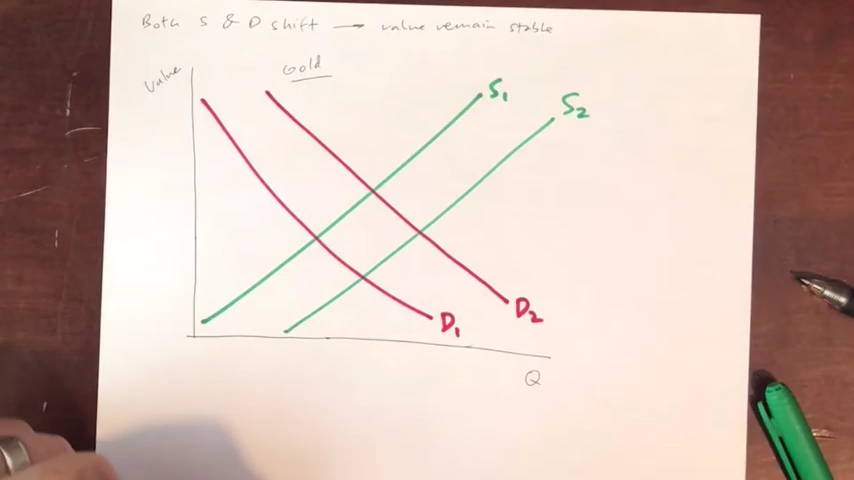 Both S & D shift — value remain stable
Value
Gold
S1
S2
D1
D2
Q